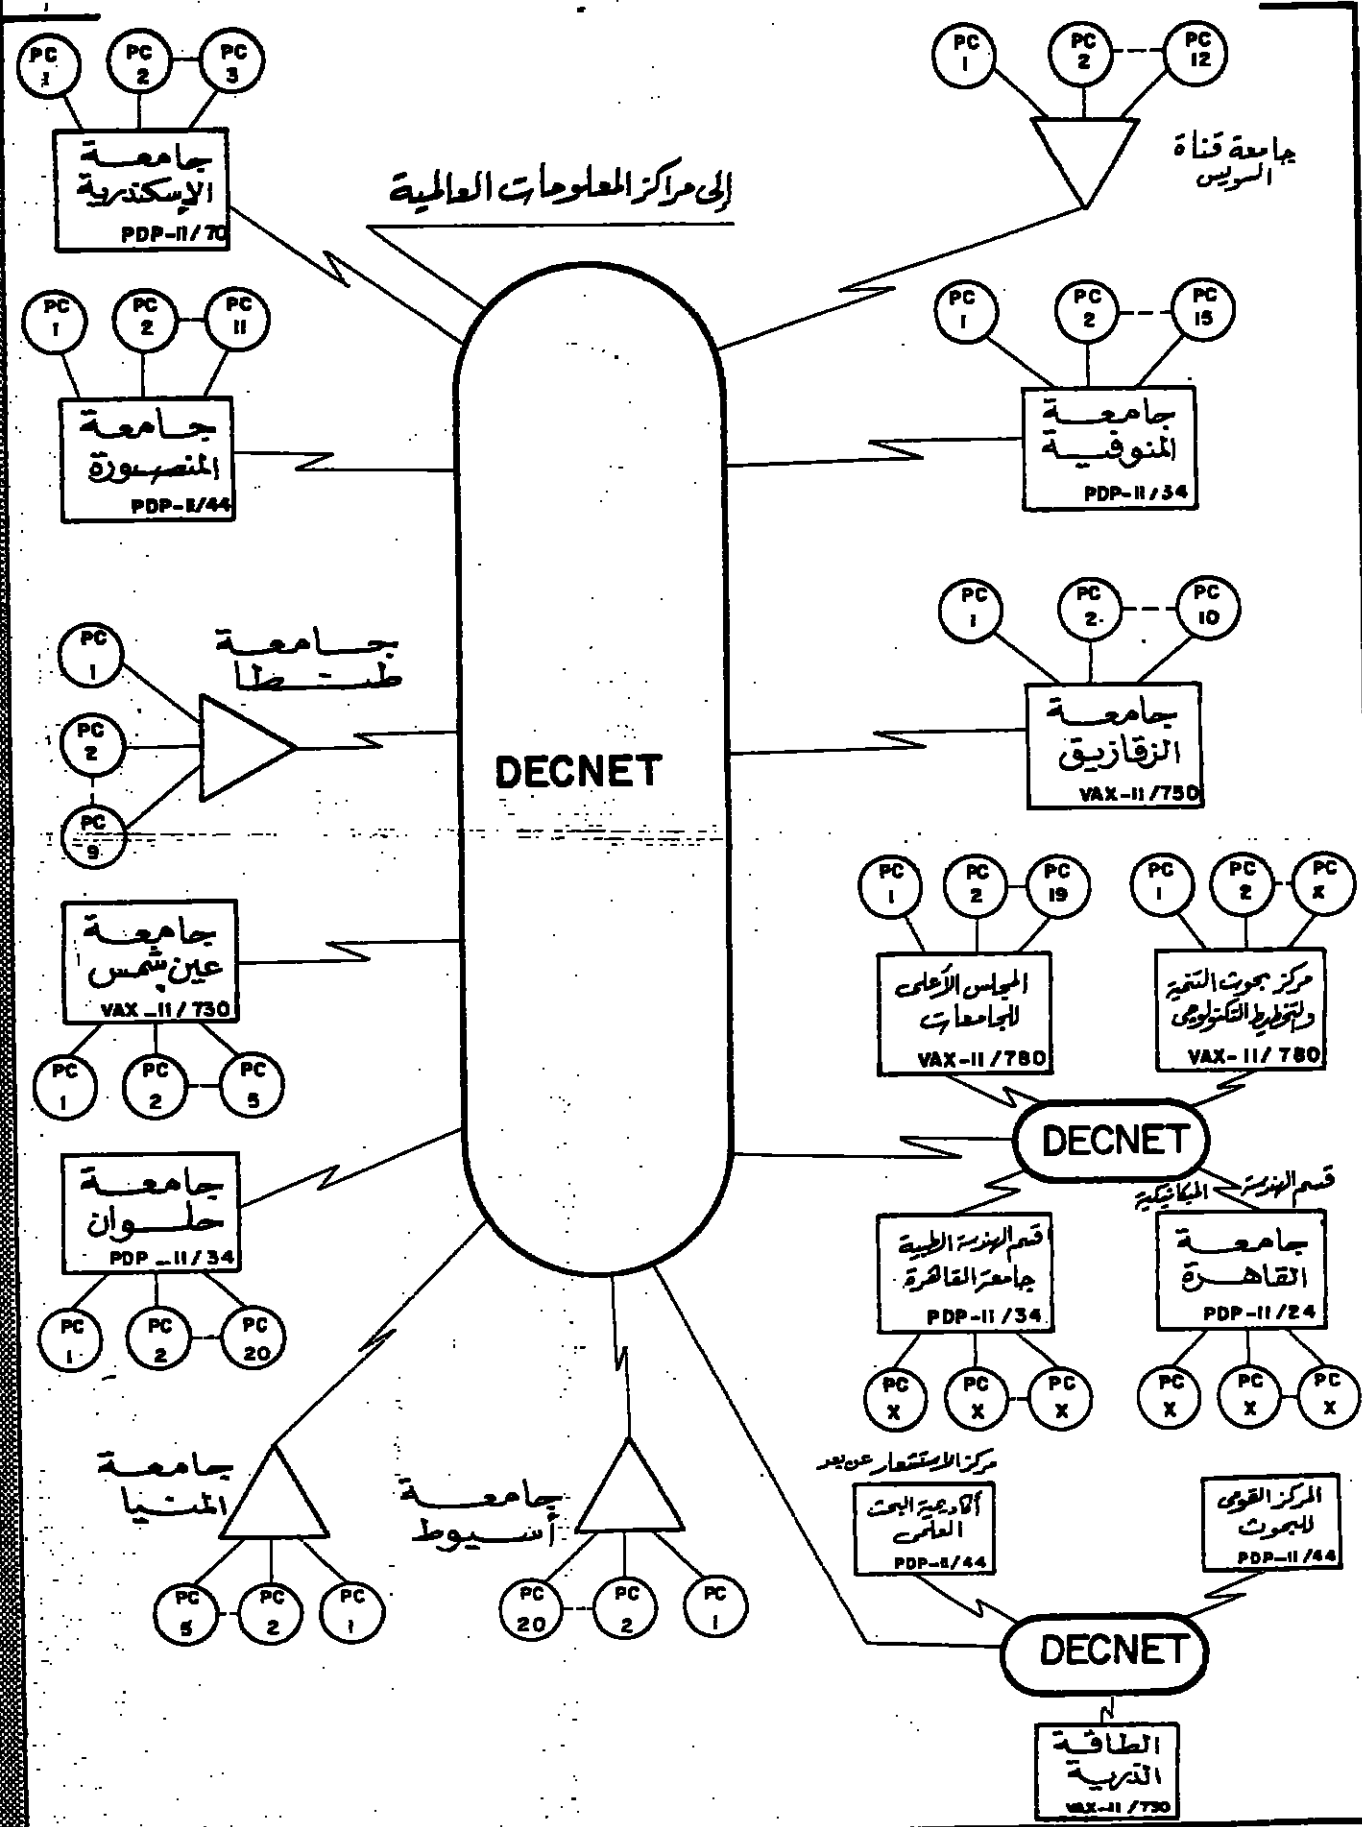 PC
1
PC
2
PC
3
جامعة
الإسكندرية
PDP-11/70
إلى مراكز المعلومات العالمية
PC
1
PC
2
PC
12
جامعة قناة
السويس
PC
1
PC
2
PC
11
جامعة
المنصورة
PDP-11/44
PC
1
PC
2
PC
15
جامعة
المنوفية
PDP-11/34
PC
1
PC
2
PC
9
جامعة
طنطا
DECNET
PC
1
PC
2
PC
10
جامعة
الزقازيق
VAX-11/750
جامعة
عين شمس
VAX-11/730
PC
1
PC
2
PC
5
PC
1
PC
2
PC
19
المجلس الأعلى
للجامعات
VAX-11/780
PC
1
PC
2
PC
X
مركز بحوث التنمية
والتخطيط التكنولوجى
VAX-11/780
DECNET
جامعة
حلوان
PDP-11/34
PC
1
PC
2
PC
20
قسم الهندسة الطبية
جامعة القاهرة
PDP-11/34
PC
X
PC
X
PC
X
قسم الهندسة الميكانيكية
جامعة
القاهرة
PDP-11/24
PC
X
PC
X
PC
X
جامعة
المنيا
PC
5
PC
2
PC
1
جامعة
أسيوط
PC
20
PC
2
PC
1
مركز الاستشعار عن بعد
أكاديمية البحث
العلمى
PDP-11/44
المركز القومى
للبحوث
PDP-11/44
DECNET
الطاقة
الذرية
VAX-11/750